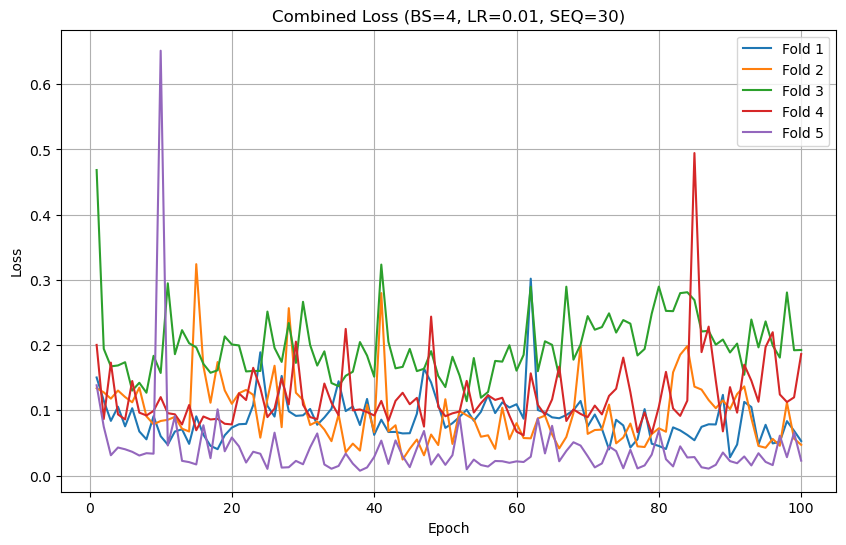 Combined Loss (BS=4, LR=0.01, SEQ=30)
Fold 1
Fold 2
Fold 3
Fold 4
Fold 5
Loss
0.6
0.5
0.4
0.3
0.2
0.1
0.0
0 20 40 60 80 100
Epoch